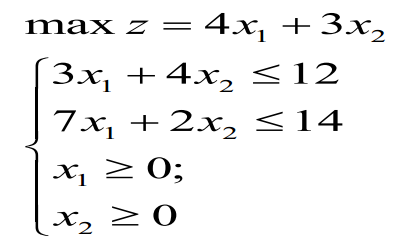 max z = 4x₁ + 3x₂
3x₁ + 4x₂ ≤ 12
7x₁ + 2x₂ ≤ 14
x₁ ≥ 0;
x₂ ≥ 0